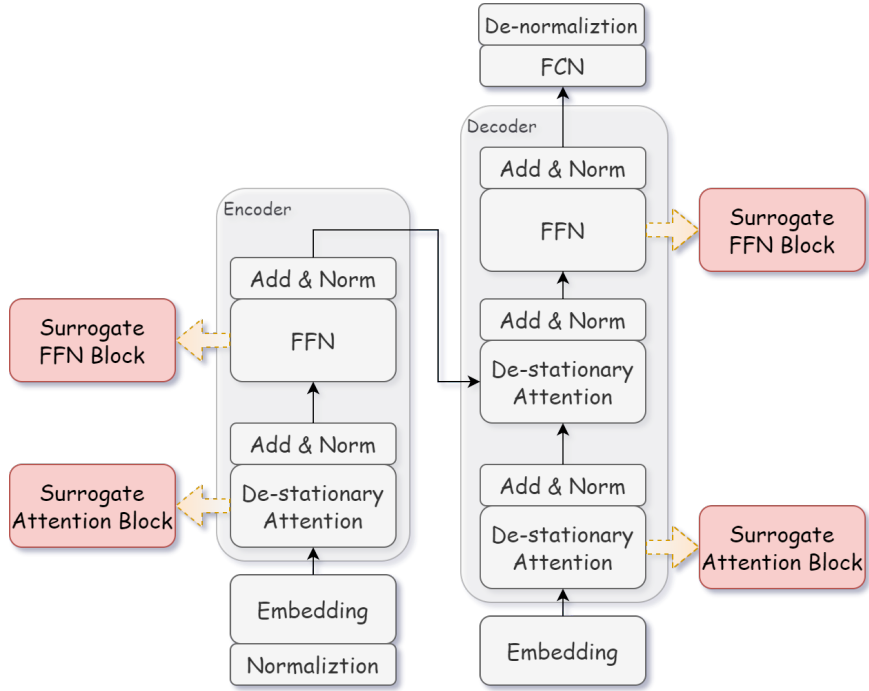 De-normaliztion
FCN
Decoder
Add & Norm
FFN
Surrogate
FFN Block
Add & Norm
De-stationary
Attention
Add & Norm
De-stationary
Attention
Surrogate
Attention Block
Embedding
Encoder
Add & Norm
FFN
Surrogate
FFN Block
Add & Norm
De-stationary
Attention
Surrogate
Attention Block
Embedding
Normaliztion